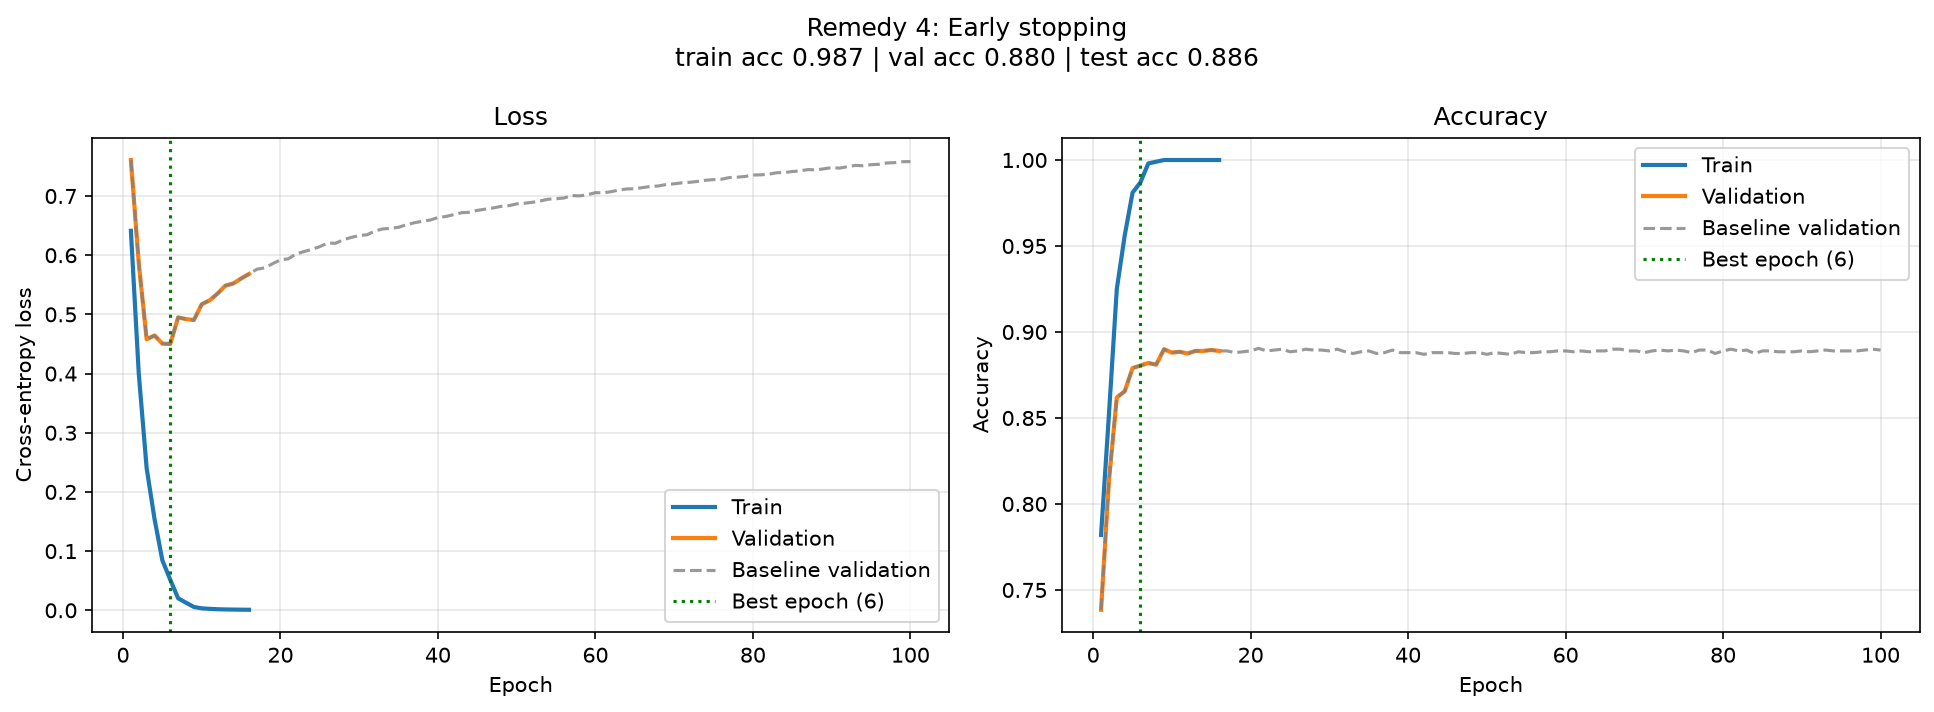 Remedy 4: Early stopping
train acc 0.987 | val acc 0.880 | test acc 0.886
Loss
Cross-entropy loss
0.7
0.6
0.5
0.4
0.3
0.2
0.1
0.0
Train
Validation
Baseline validation
Best epoch (6)
0 20 40 60 80 100
Epoch
Accuracy
Accuracy
1.00
0.95
0.90
0.85
0.80
0.75
Train
Validation
Baseline validation
Best epoch (6)
0 20 40 60 80 100
Epoch